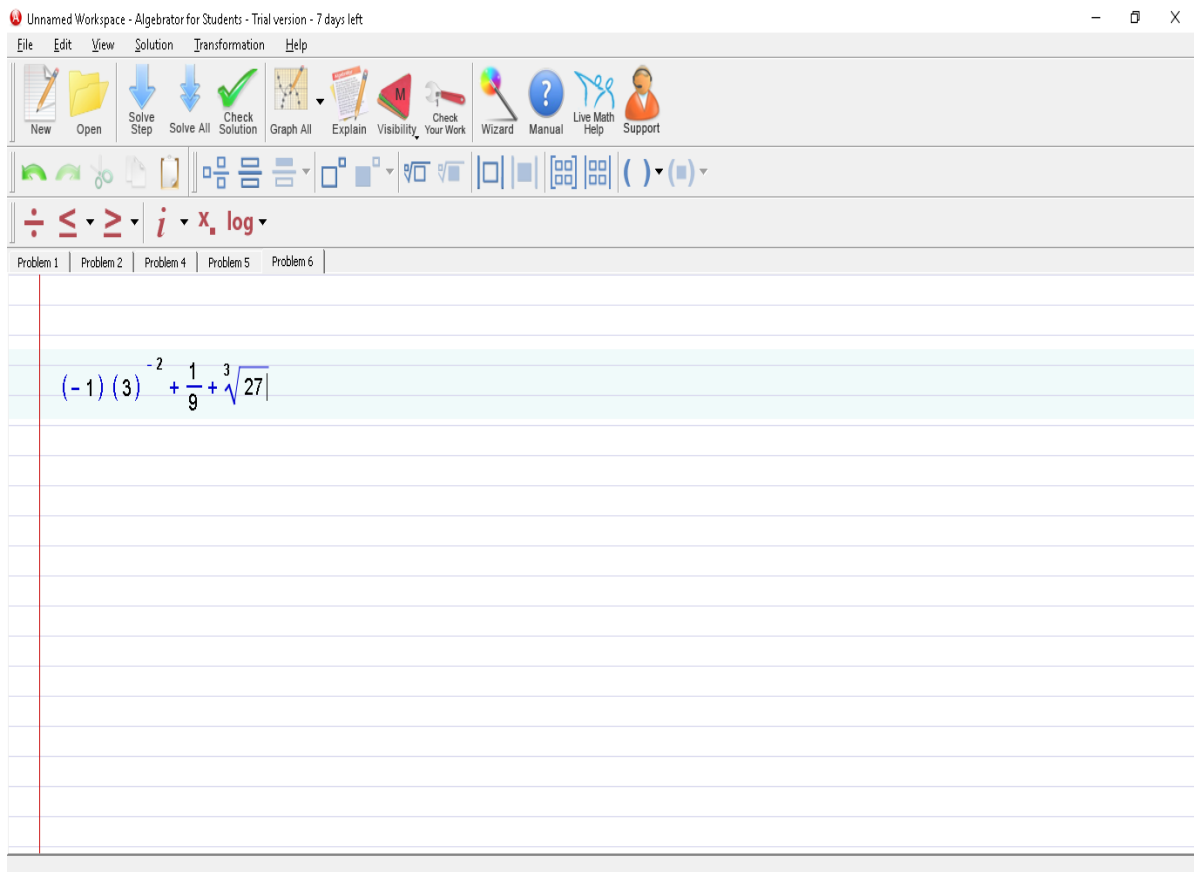 Unnamed Workspace - Algebrator for Students - Trial version - 7 days left
File Edit View Solution Transformation Help
New Open Solve Step Solve All Check Solution Graph All Explain M Visibility Check Your Work Wizard ? Manual Live Math Help Support
( ) ( )
÷ ≤ ≥ i x log
Problem 1 Problem 2 Problem 4 Problem 5 Problem 6
(-1)(3)⁻² + 1/9 + ∛27